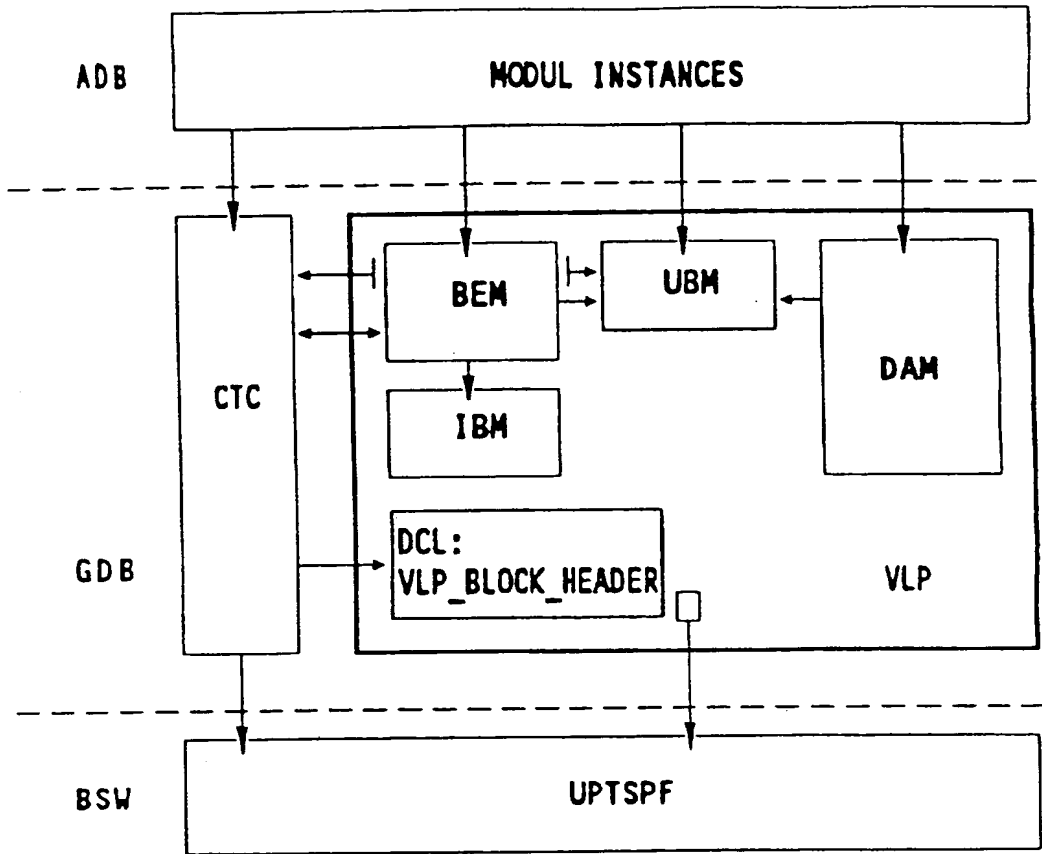 ADB
MODUL INSTANCES
BEM
UBM
DAM
CTC
IBM
DCL:
VLP_BLOCK_HEADER
GDB
VLP
BSW
UPTSPF